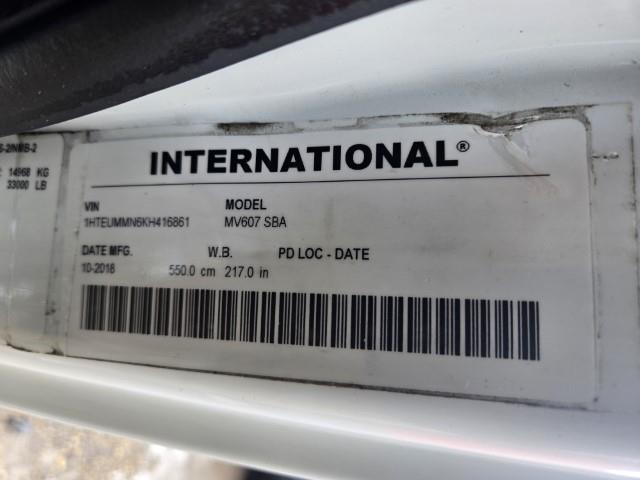 INTERNATIONAL®
VIN MODEL
1HTEUMMN6KH416861 MV607 SBA
DATE MFG. W.B. PD LOC - DATE
10-2018 550.0 cm 217.0 in
14968 KG
33000 LB